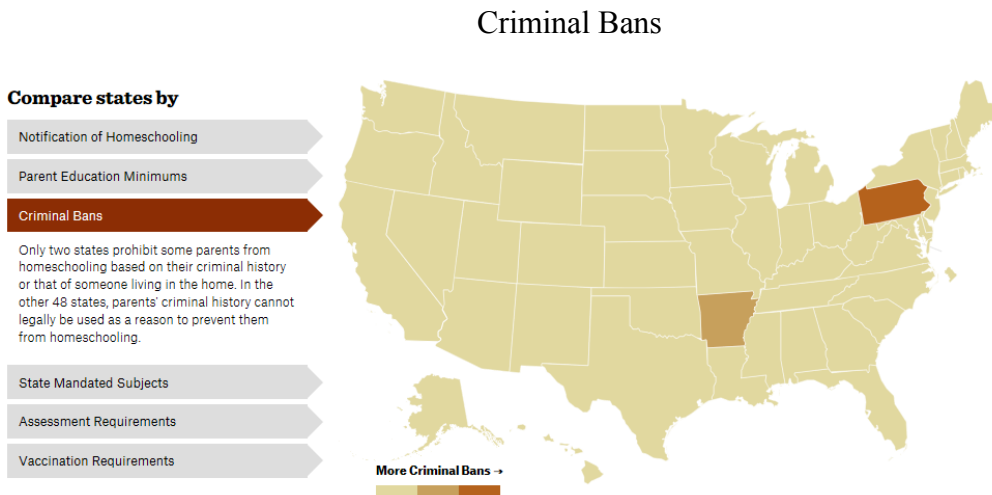 Criminal Bans
Compare states by
Notification of Homeschooling
Parent Education Minimums
Criminal Bans
Only two states prohibit some parents from
homeschooling based on their criminal history
or that of someone living in the home. In the
other 48 states, parents' criminal history cannot
legally be used as a reason to prevent them
from homeschooling.
State Mandated Subjects
Assessment Requirements
Vaccination Requirements
More Criminal Bans →